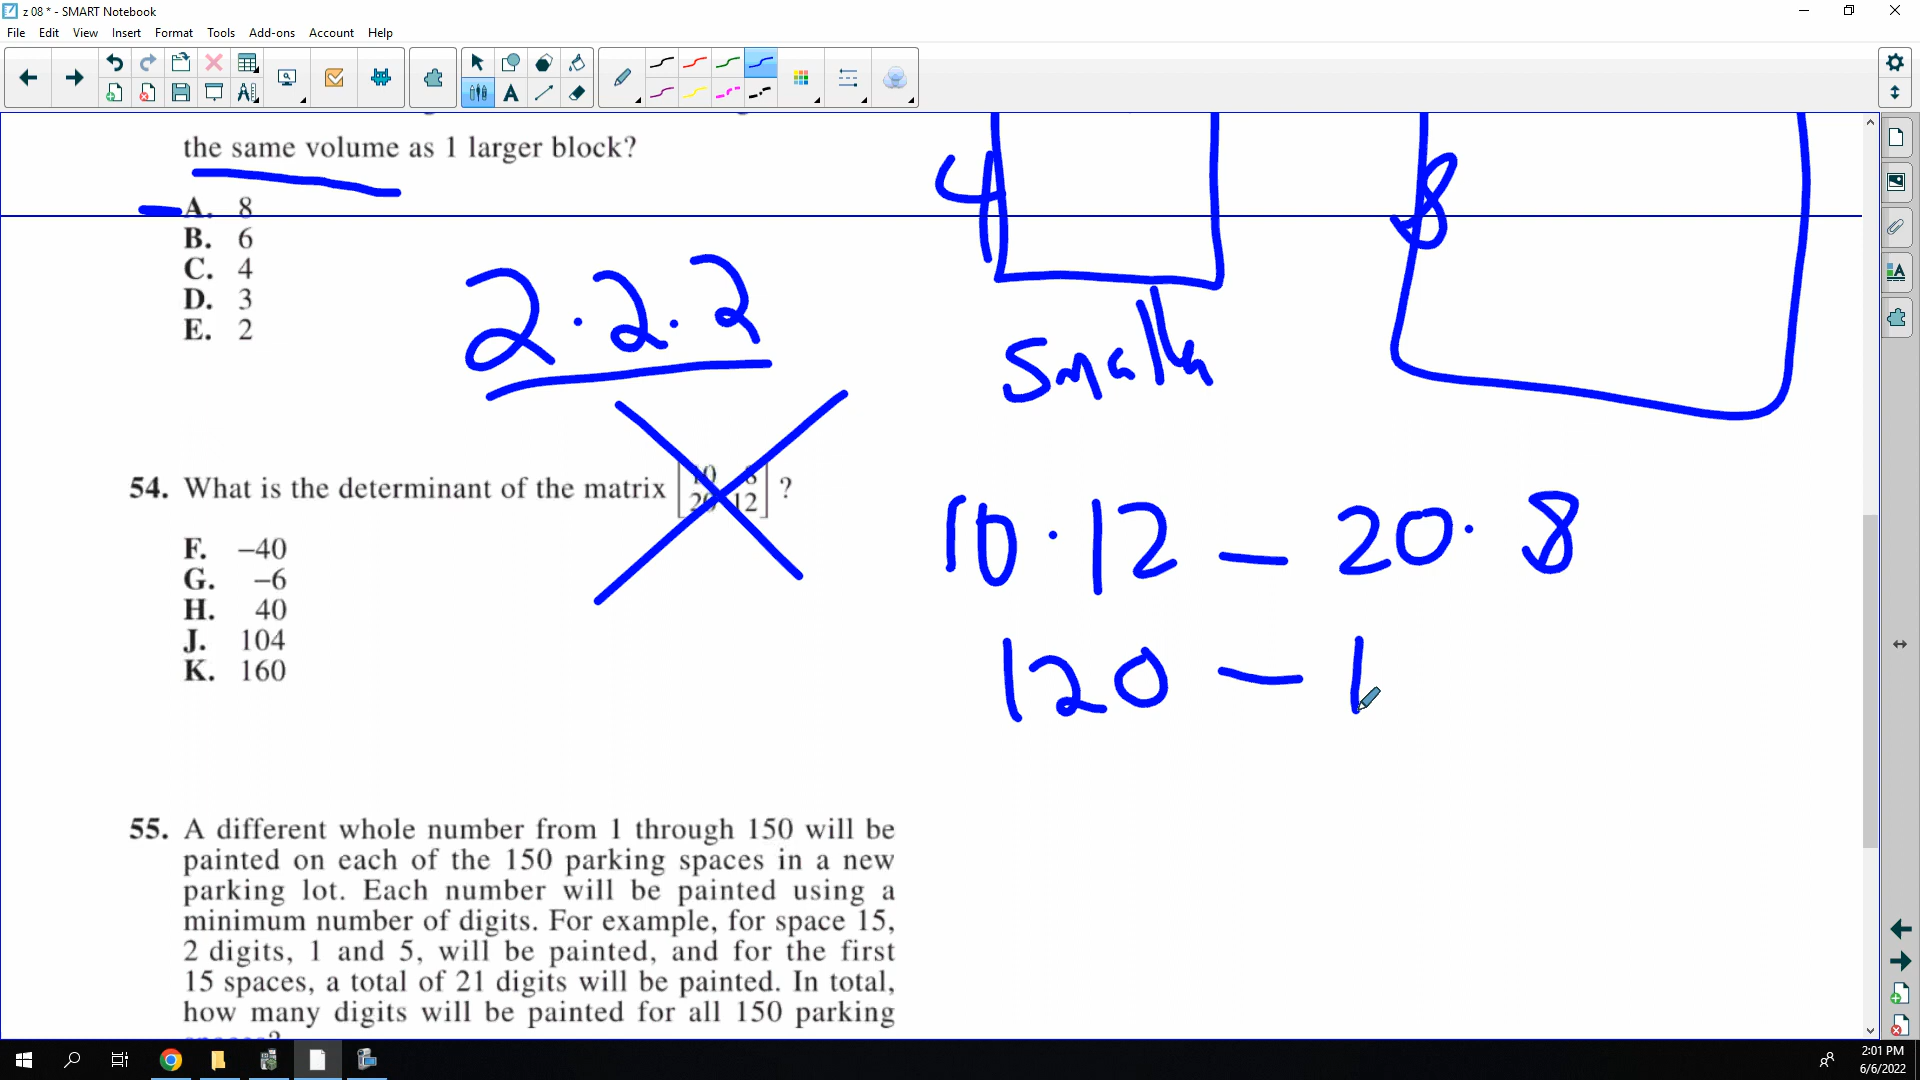 z 08 * - SMART Notebook
File Edit View Insert Format Tools Add-ons Account Help
the same volume as 1 larger block?
A. 8
B. 6
C. 4
D. 3
E. 2
2 · 2 · 2
4
8
Smaller
54. What is the determinant of the matrix [10 8
20 12] ?
F. –40
G. –6
H. 40
J. 104
K. 160
10 · 12 – 20 · 8
120 – 1
55. A different whole number from 1 through 150 will be
painted on each of the 150 parking spaces in a new
parking lot. Each number will be painted using a
minimum number of digits. For example, for space 15,
2 digits, 1 and 5, will be painted, and for the first
15 spaces, a total of 21 digits will be painted. In total,
how many digits will be painted for all 150 parking
2:01 PM
6/6/2022